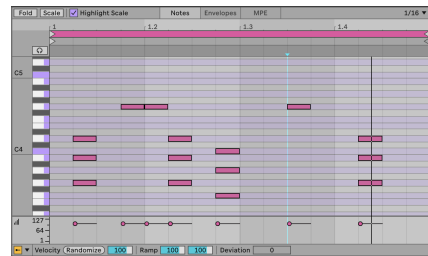 Fold Scale Highlight Scale Notes Envelopes MPE 1/16
1 1.2 1.3 1.4
C5
C4
127
64
1
Velocity Randomize 100 Ramp 100 100 Deviation 0